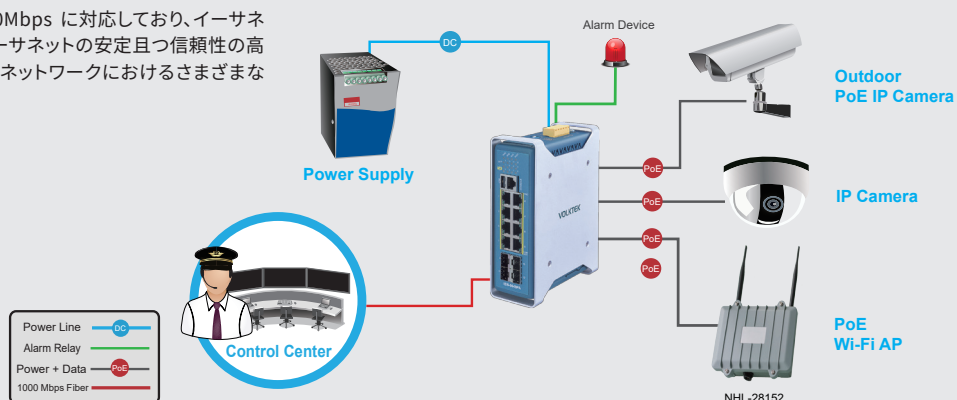 0Mbps に対応しており、イーサネ
ーサネットの安定且つ信頼性の高
ネットワークにおけるさまざまな
Alarm Device
DC
Outdoor
PoE IP Camera
Power Supply
PoE
VOLKTEK
PoE
IP Camera
PoE
PoE
PoE
Wi-Fi AP
Control Center
Power Line DC
Alarm Relay
Power + Data PoE
1000 Mbps Fiber
NHL-28152